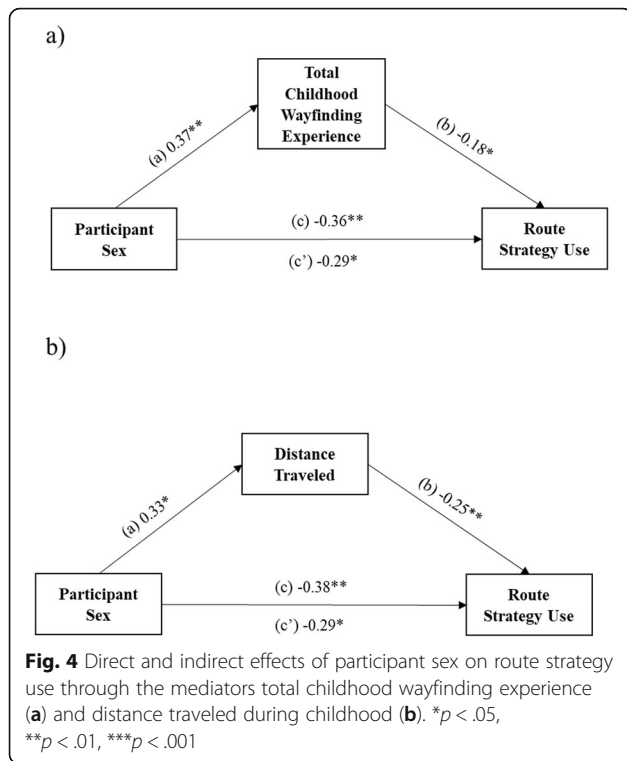 a)
Total
Childhood
Wayfinding
Experience
(a) 0.37**
(b) -0.18*
Participant
Sex
(c) -0.36**
(c’) -0.29*
Route
Strategy Use
b)
Distance
Traveled
(a) 0.33*
(b) -0.25**
Participant
Sex
(c) -0.38**
(c’) -0.29*
Route
Strategy Use
Fig. 4 Direct and indirect effects of participant sex on route strategy
use through the mediators total childhood wayfinding experience
(a) and distance traveled during childhood (b). *p < .05,
**p < .01, ***p < .001